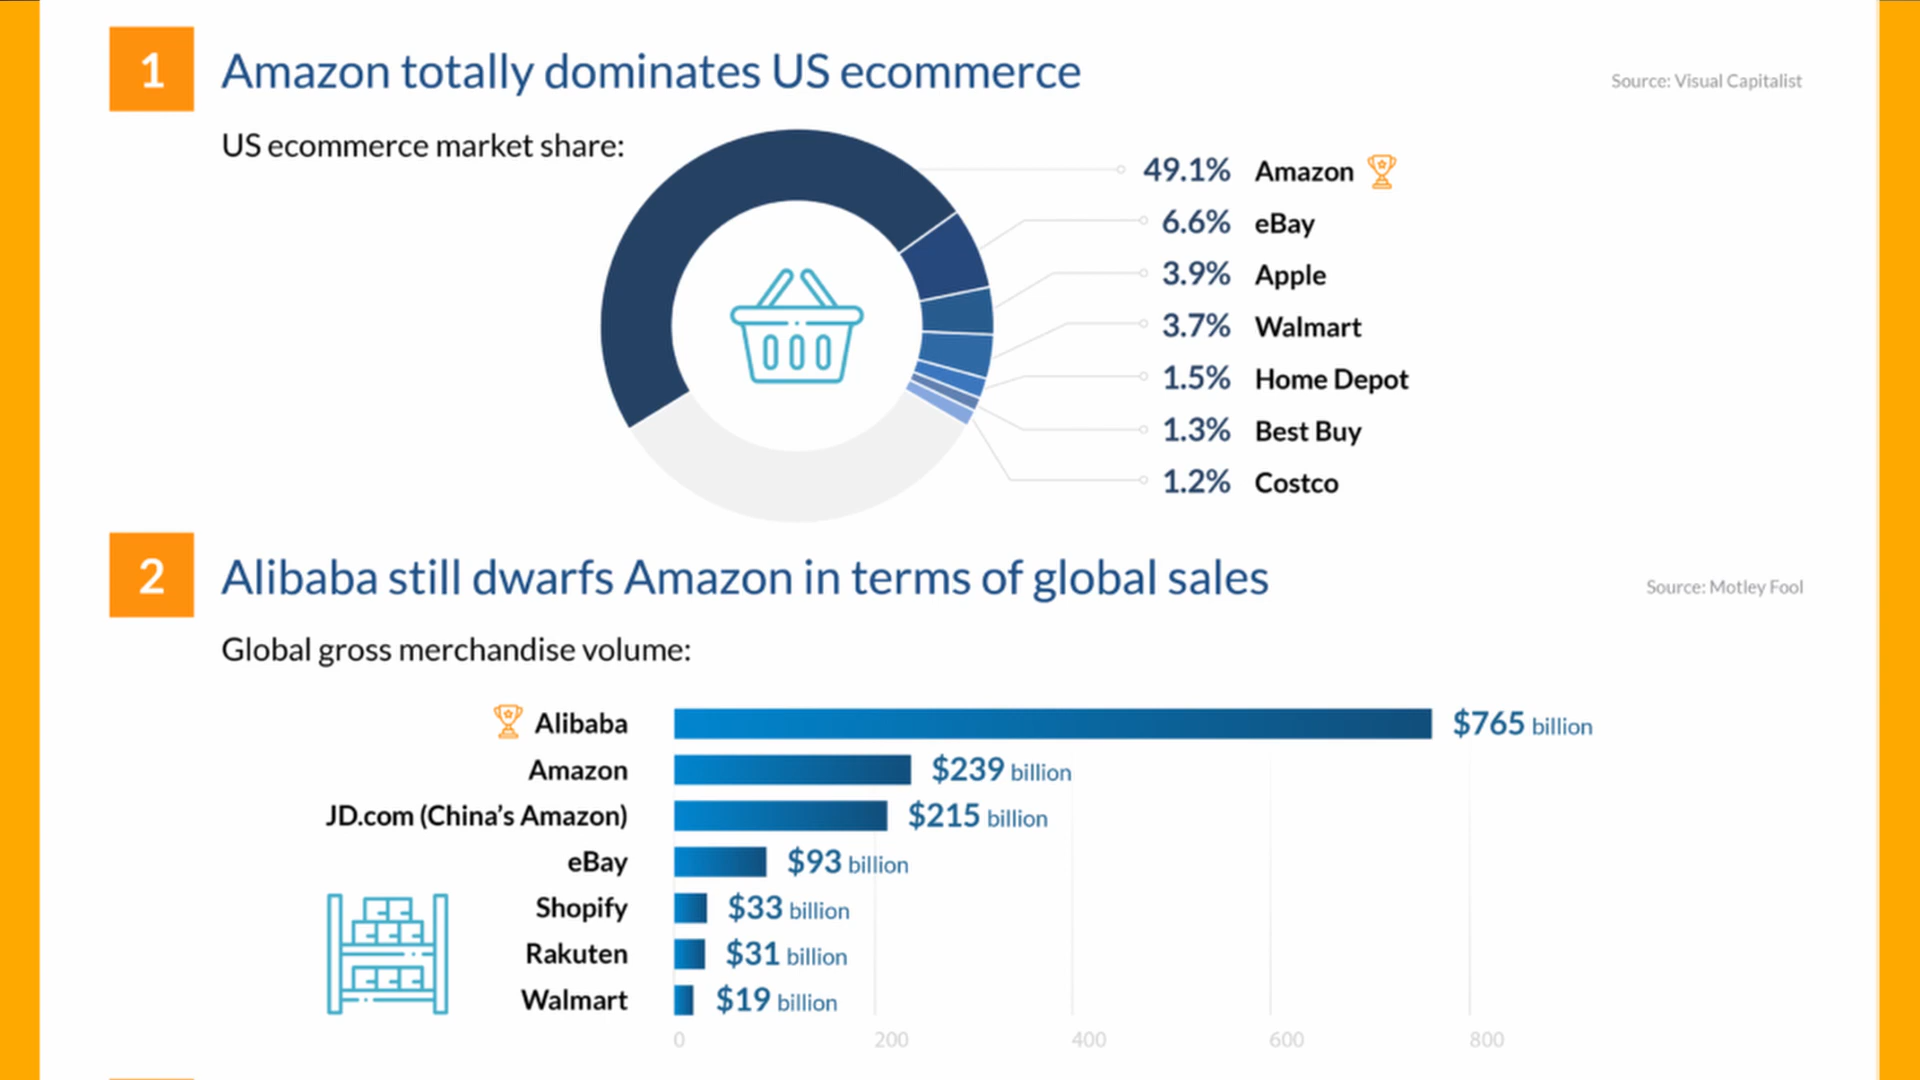 1
Amazon totally dominates US ecommerce
Source: Visual Capitalist
US ecommerce market share:
49.1% Amazon
6.6% eBay
3.9% Apple
3.7% Walmart
1.5% Home Depot
1.3% Best Buy
1.2% Costco
2
Alibaba still dwarfs Amazon in terms of global sales
Source: Motley Fool
Global gross merchandise volume:
Alibaba $765 billion
Amazon $239 billion
JD.com (China's Amazon) $215 billion
eBay $93 billion
Shopify $33 billion
Rakuten $31 billion
Walmart $19 billion
0 200 400 600 800